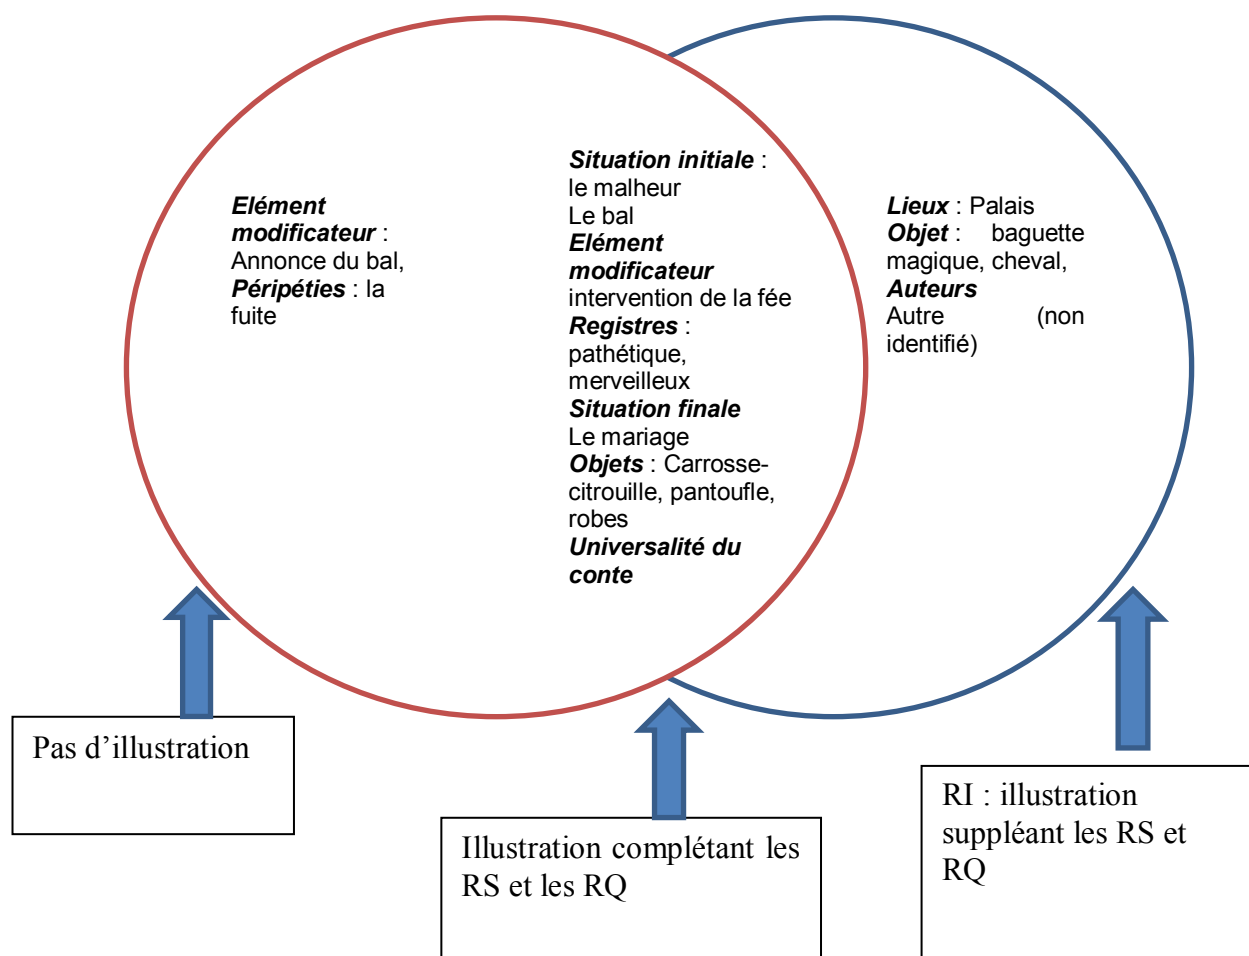 Elément
modificateur :
Annonce du bal,
Péripéties : la
fuite
Situation initiale :
le malheur
Le bal
Elément
modificateur
intervention de la fée
Registres :
pathétique,
merveilleux
Situation finale
Le mariage
Objets : Carrosse-
citrouille, pantoufle,
robes
Universalité du
conte
Lieux : Palais
Objet : baguette
magique, cheval,
Auteurs
Autre (non
identifié)
Pas d’illustration
Illustration complétant les
RS et les RQ
RI : illustration
suppléant les RS et
RQ